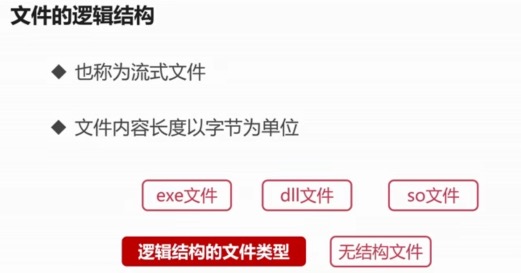 文件的逻辑结构
◆ 也称为流式文件
◆ 文件内容长度以字节为单位
exe文件 dll文件 so文件
逻辑结构的文件类型 无结构文件